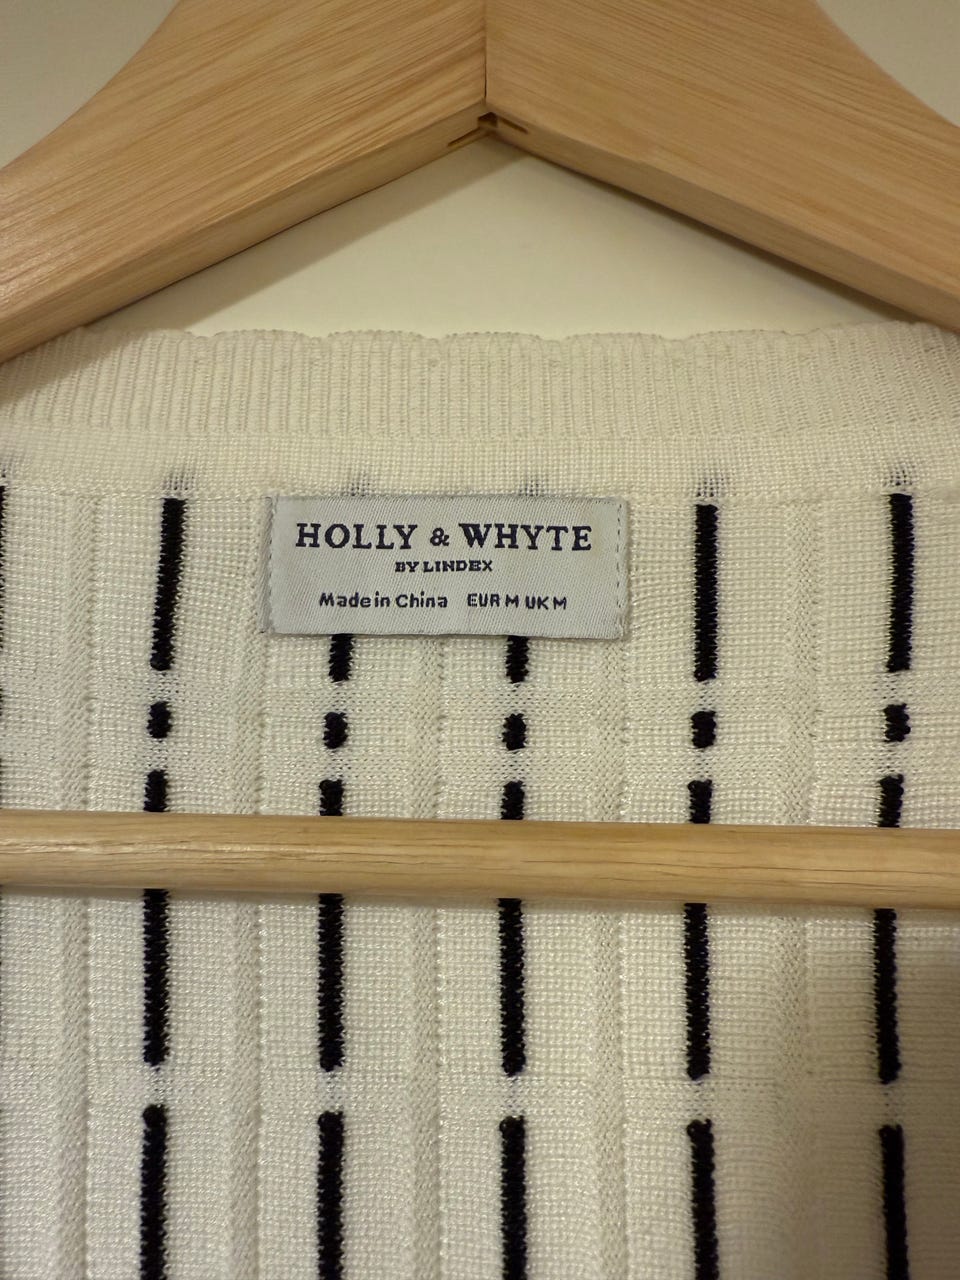 HOLLY & WHYTE
BY LINDEX
Made in China EUR M UK M